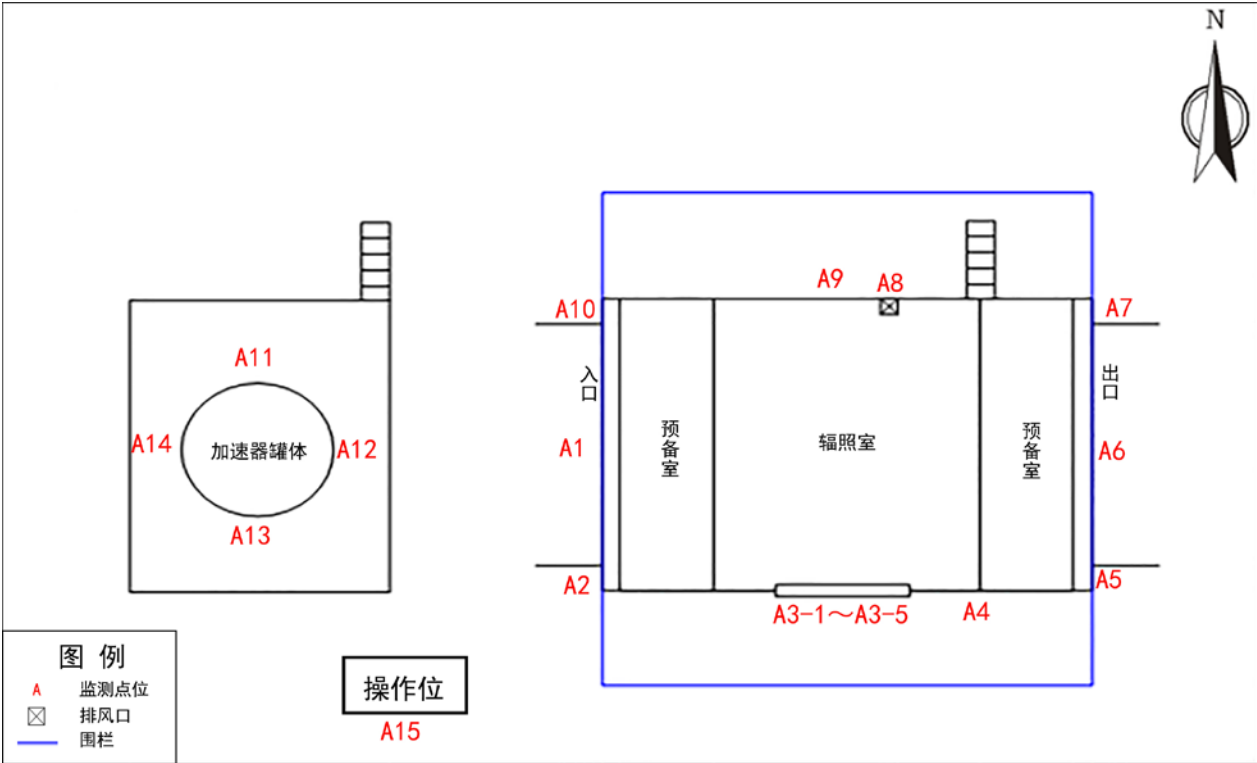 N
A9
A8
A10
A7
A11
入口
出口
A14
加速器罐体
A12
A1
预备室
辐照室
预备室
A6
A13
A2
A5
A3-1～A3-5
A4
图 例
A 监测点位
排风口
围栏
操作位
A15